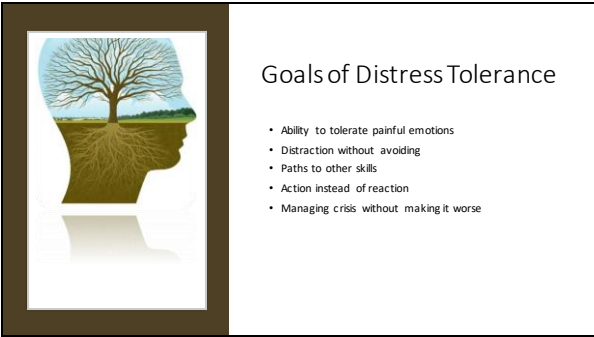 Goals of Distress Tolerance
• Ability to tolerate painful emotions
• Distraction without avoiding
• Paths to other skills
• Action instead of reaction
• Managing crisis without making it worse